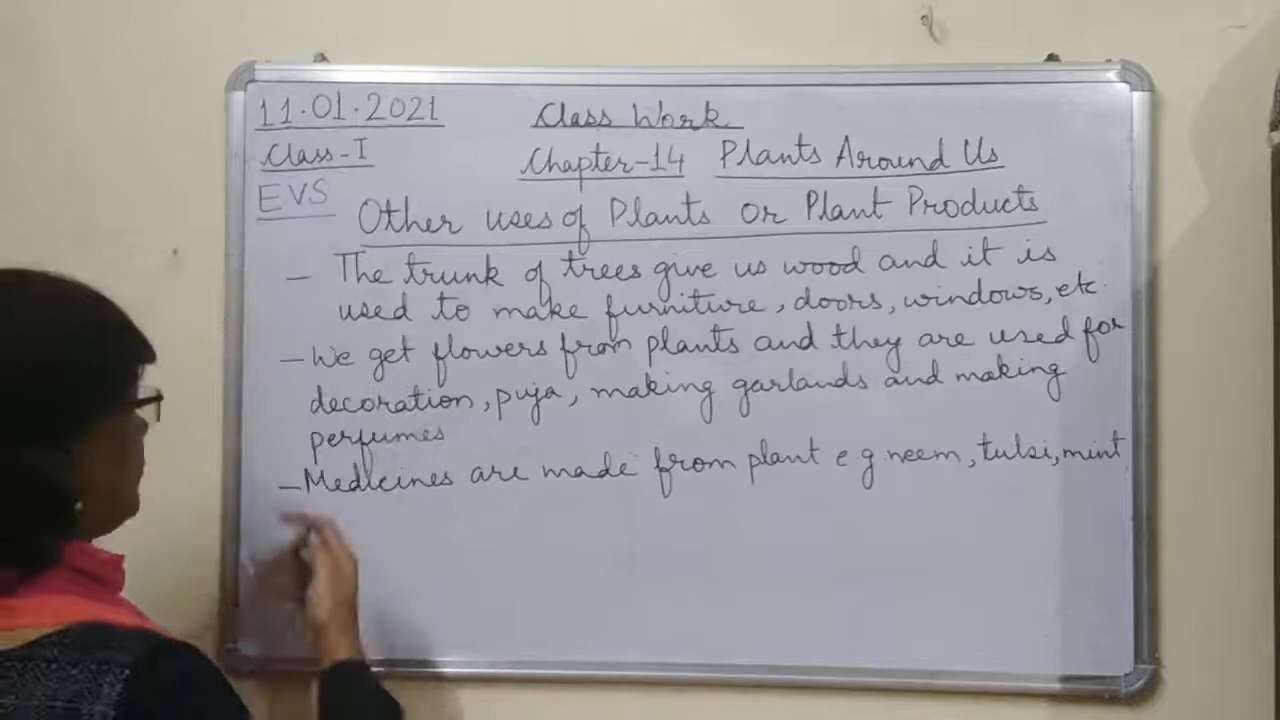 11.01.2021 Class Work
Class-I Chapter-14 Plants Around Us
EVS
Other uses of Plants or Plant Products
- The trunk of trees give us wood and it is
used to make furniture, doors, windows, etc.
- We get flowers from plants and they are used for
decoration, puja, making garlands and making
perfumes
- Medicines are made from plant e g neem, tulsi, mint